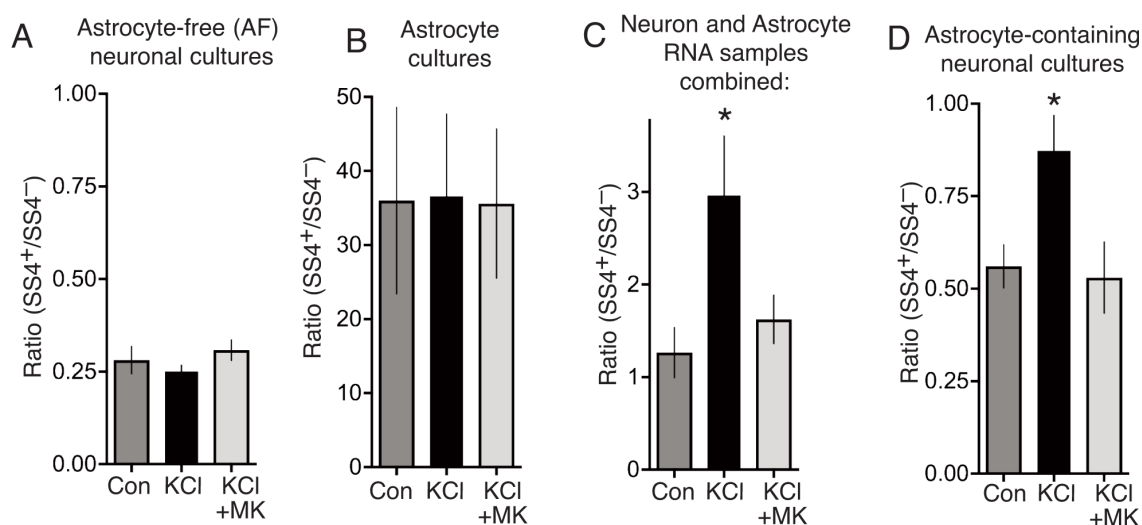 A
Astrocyte-free (AF)
neuronal cultures
Ratio (SS4⁺/SS4⁻)
1.00
0.75
0.50
0.25
0.00
Con
KCl
KCl
+MK
B
Astrocyte
cultures
Ratio (SS4⁺/SS4⁻)
50
40
30
20
10
0
Con
KCl
KCl
+MK
C
Neuron and Astrocyte
RNA samples
combined:
Ratio (SS4⁺/SS4⁻)
3
2
1
0
*
Con
KCl
KCl
+MK
D
Astrocyte-containing
neuronal cultures
Ratio (SS4⁺/SS4⁻)
1.00
0.75
0.50
0.25
0.00
*
Con
KCl
KCl
+MK